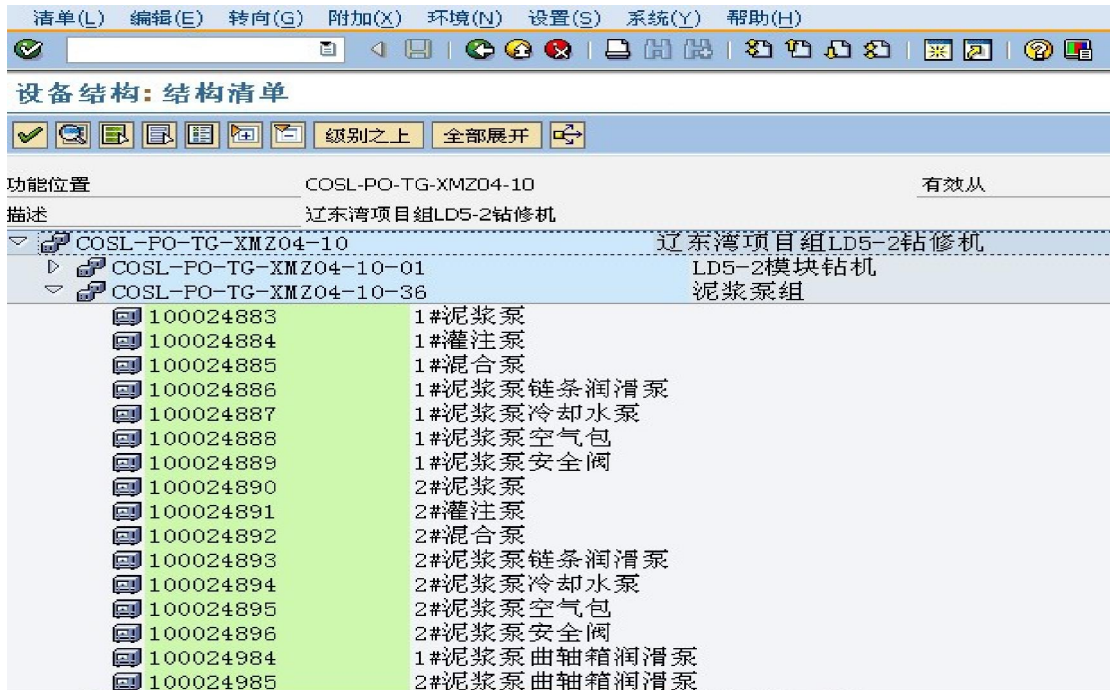 清单(L) 编辑(E) 转向(G) 附加(X) 环境(N) 设置(S) 系统(Y) 帮助(H)
设备结构: 结构清单
级别之上 全部展开
功能位置 COSL-PO-TG-XMZ04-10 有效从
描述 辽东湾项目组LD5-2钻修机
COSL-PO-TG-XMZ04-10 辽东湾项目组LD5-2钻修机
COSL-PO-TG-XMZ04-10-01 LD5-2模块钻机
COSL-PO-TG-XMZ04-10-36 泥浆泵组
100024883 1#泥浆泵
100024884 1#灌注泵
100024885 1#混合泵
100024886 1#泥浆泵链条润滑泵
100024887 1#泥浆泵冷却水泵
100024888 1#泥浆泵空气包
100024889 1#泥浆泵安全阀
100024890 2#泥浆泵
100024891 2#灌注泵
100024892 2#混合泵
100024893 2#泥浆泵链条润滑泵
100024894 2#泥浆泵冷却水泵
100024895 2#泥浆泵空气包
100024896 2#泥浆泵安全阀
100024984 1#泥浆泵曲轴箱润滑泵
100024985 2#泥浆泵曲轴箱润滑泵